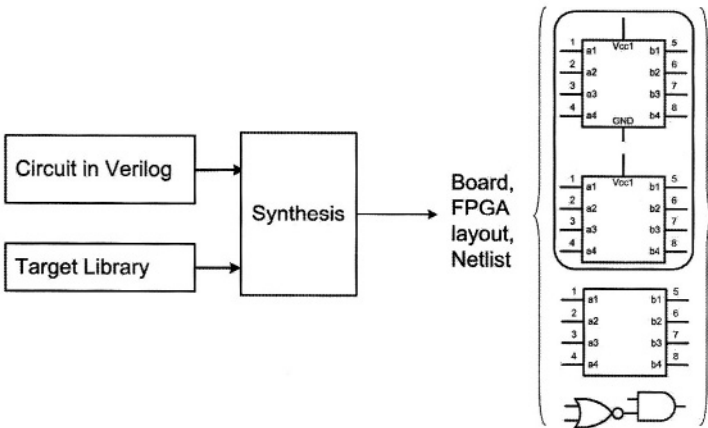 Circuit in Verilog
Target Library
Synthesis
Board,
FPGA
layout,
Netlist
Vcc1
1 a1 b1 5
2 a2 b2 6
3 a3 b3 7
4 a4 b4 8
GND
Vcc1
1 a1 b1 5
2 a2 b2 6
3 a3 b3 7
4 a4 b4 8
1 a1 b1 5
2 a2 b2 6
3 a3 b3 7
4 a4 b4 8